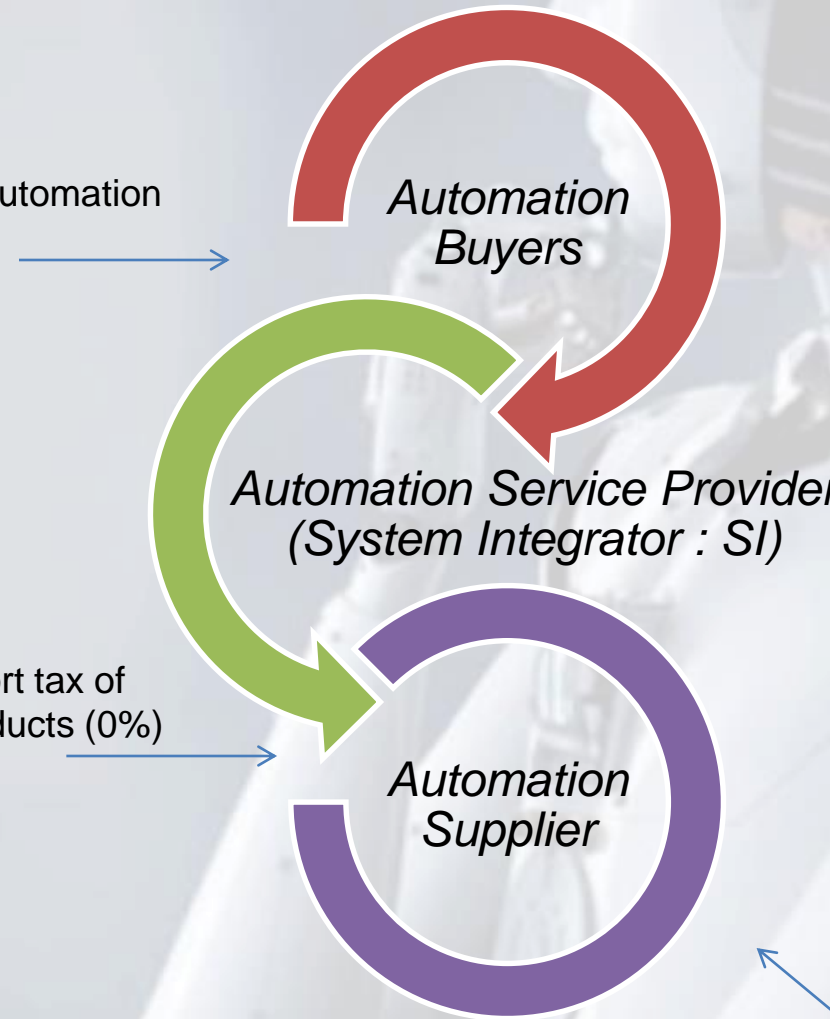 utomation
Automation
Buyers
Automation Service Provider
(System Integrator : SI)
rt tax of
ducts (0%)
Automation
Supplier